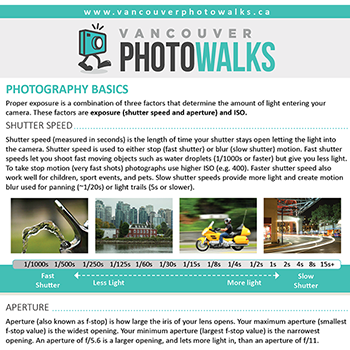 www.vancouverphotowalks.ca
VANCOUVER
PHOTOWALKS
PHOTOGRAPHY BASICS
Proper exposure is a combination of three factors that determine the amount of light entering your
camera. These factors are exposure (shutter speed and aperture) and ISO.
SHUTTER SPEED
Shutter speed (measured in seconds) is the length of time your shutter stays open letting the light into
the camera. Shutter speed is used to either stop (fast shutter) or blur (slow shutter) motion. Fast shutter
speeds let you shoot fast moving objects such as water droplets (1/1000s or faster) but give you less light.
To take stop motion (very fast shots) photographs use higher ISO (e.g. 400). Faster shutter speed also
work well for children, sport events, and pets. Slow shutter speeds provide more light and create motion
blur used for panning (~1/20s) or light trails (5s or slower).
1/1000s 1/500s 1/250s 1/125s 1/60s 1/30s 1/15s 1/8s 1/4s 1/2s 1s 2s 4s 8s 15s+
Fast Shutter
Less Light
More light
Slow Shutter
APERTURE
Aperture (also known as f-stop) is how large the iris of your lens opens. Your maximum aperture (smallest
f-stop value) is the widest opening. Your minimum aperture (largest f-stop value) is the narrowest
opening. An aperture of f/5.6 is a larger opening, and lets more light in, than an aperture of f/11.